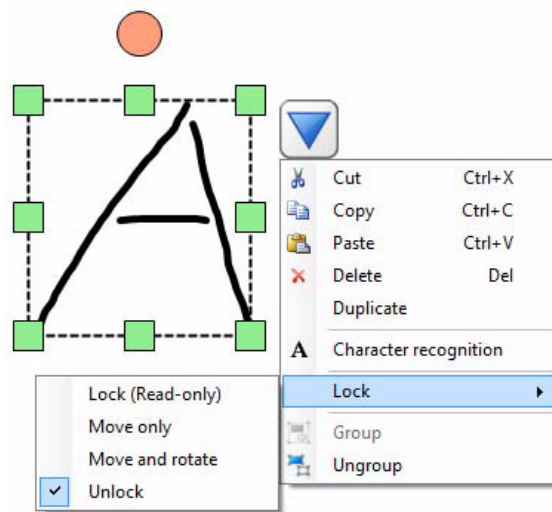 A
Cut Ctrl+X
Copy Ctrl+C
Paste Ctrl+V
Delete Del
Duplicate
A Character recognition
Lock
Lock (Read-only)
Move only
Move and rotate
Unlock
Group
Ungroup